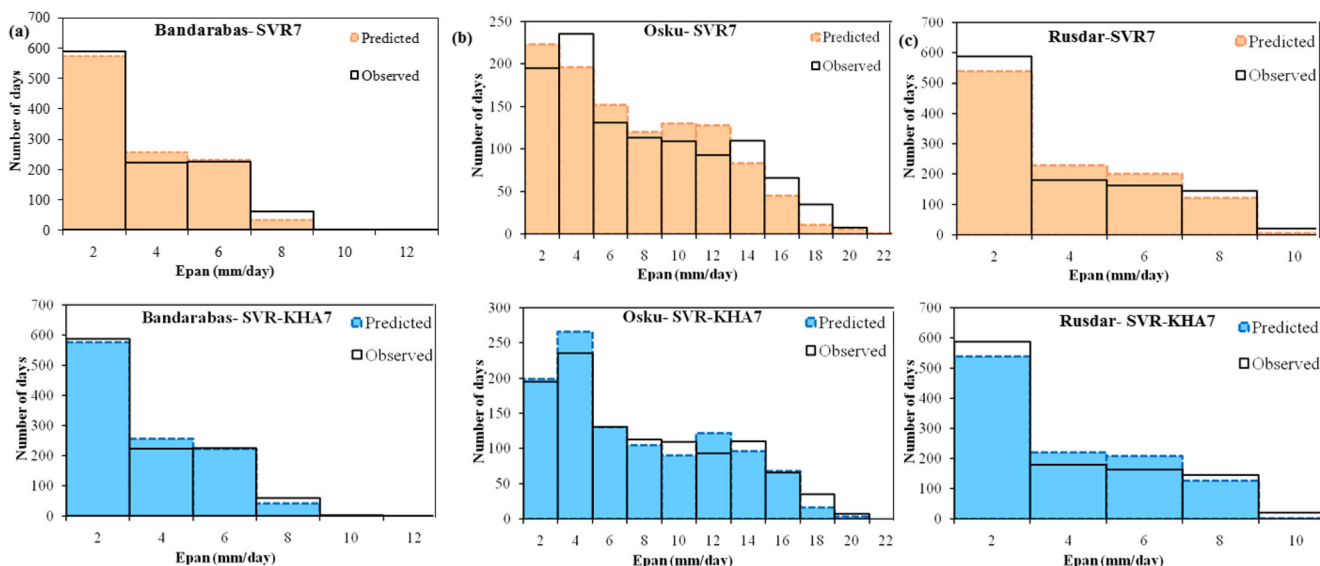 (a)
Bandarabas- SVR7
Predicted
Observed
Number of days
700
600
500
400
300
200
100
0
2 4 6 8 10 12
Epan (mm/day)
(b)
Osku- SVR7
Predicted
Observed
Number of days
250
200
150
100
50
0
2 4 6 8 10 12 14 16 18 20 22
Epan (mm/day)
(c)
Rusdar-SVR7
Predicted
Observed
Number of days
700
600
500
400
300
200
100
0
2 4 6 8 10
Epan (mm/day)
Bandarabas- SVR-KHA7
Predicted
Observed
Number of days
700
600
500
400
300
200
100
0
2 4 6 8 10 12
Epan (mm/day)
Osku- SVR-KHA7
Predicted
Observed
Number of days
300
250
200
150
100
50
0
2 4 6 8 10 12 14 16 18 20 22
Epan (mm/day)
Rusdar- SVR-KHA7
Predicted
Observed
Number of days
700
600
500
400
300
200
100
0
2 4 6 8 10
Epan (mm/day)